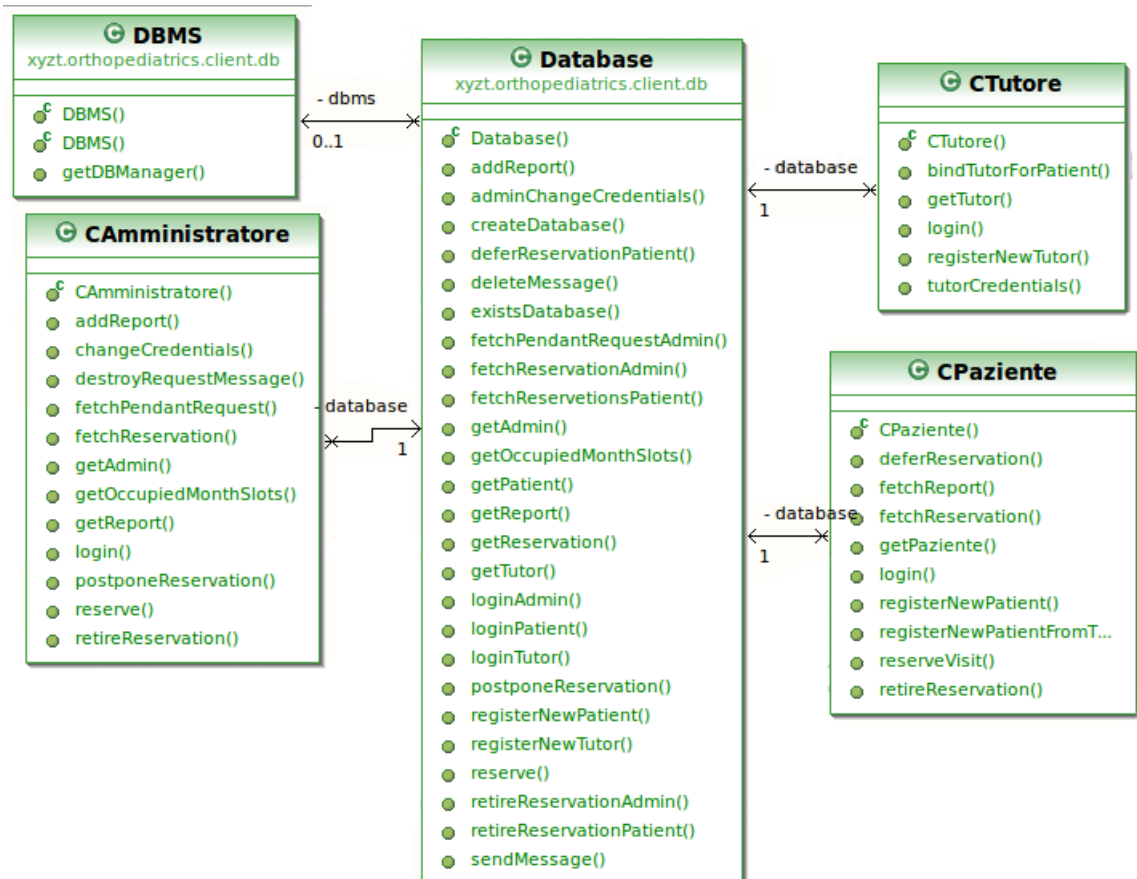 DBMS
xyzt.orthopediatrics.client.db
DBMS()
DBMS()
getDBManager()
- dbms
0..1
CAmministratore
CAmministratore()
addReport()
changeCredentials()
destroyRequestMessage()
fetchPendantRequest()
fetchReservation()
getAdmin()
getOccupiedMonthSlots()
getReport()
login()
postponeReservation()
reserve()
retireReservation()
- database
1
Database
xyzt.orthopediatrics.client.db
Database()
addReport()
adminChangeCredentials()
createDatabase()
deferReservationPatient()
deleteMessage()
existsDatabase()
fetchPendantRequestAdmin()
fetchReservationAdmin()
fetchReservetionsPatient()
getAdmin()
getOccupiedMonthSlots()
getPatient()
getReport()
getReservation()
getTutor()
loginAdmin()
loginPatient()
loginTutor()
postponeReservation()
registerNewPatient()
registerNewTutor()
reserve()
retireReservationAdmin()
retireReservationPatient()
sendMessage()
- database
1
CTutore
CTutore()
bindTutorForPatient()
getTutor()
login()
registerNewTutor()
tutorCredentials()
- database
1
CPaziente
CPaziente()
deferReservation()
fetchReport()
fetchReservation()
getPaziente()
login()
registerNewPatient()
registerNewPatientFromT...
reserveVisit()
retireReservation()